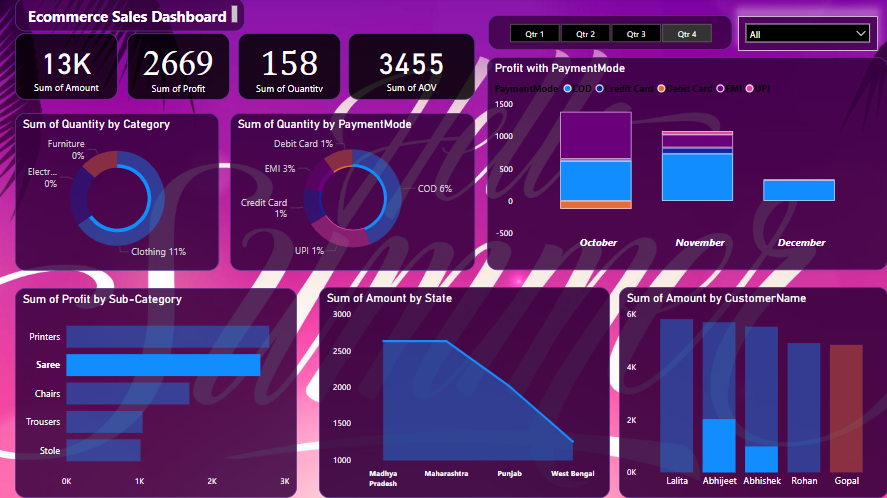 Ecommerce Sales Dashboard
Qtr 1 Qtr 2 Qtr 3 Qtr 4
All
13K
Sum of Amount
2669
Sum of Profit
158
Sum of Quantity
3455
Sum of AOV
Profit with PaymentMode
PaymentMode COD Credit Card Debit Card EMI UPI
1500
1000
500
0
-500
October November December
Sum of Quantity by Category
Furniture
0%
Electr...
0%
Clothing 11%
Sum of Quantity by PaymentMode
Debit Card 1%
EMI 3%
COD 6%
Credit Card
1%
UPI 1%
Sum of Profit by Sub-Category
Printers
Saree
Chairs
Trousers
Stole
0K 1K 2K 3K
Sum of Amount by State
3000
2500
2000
1500
1000
Madhya
Pradesh
Maharashtra Punjab West Bengal
Sum of Amount by CustomerName
6K
4K
2K
0K
Lalita Abhijeet Abhishek Rohan Gopal
Summer